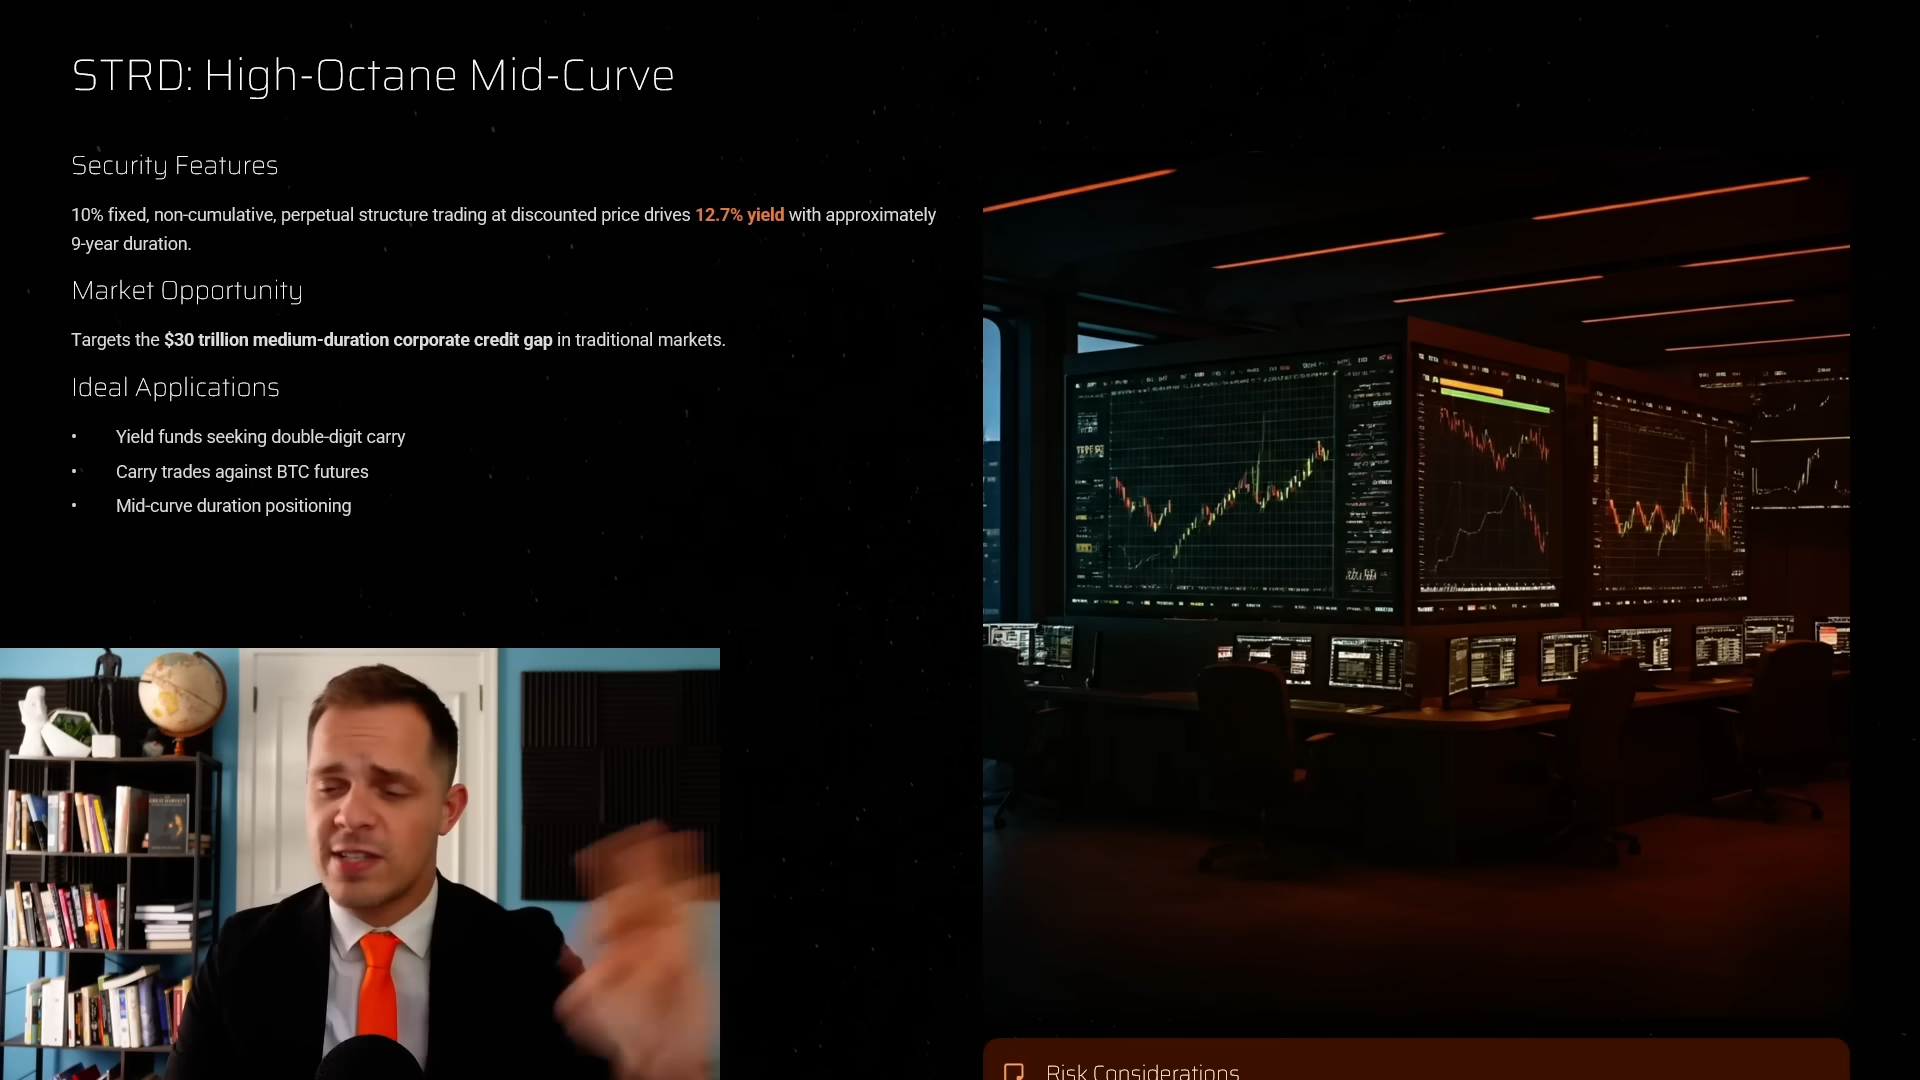 STRD: High-Octane Mid-Curve
Security Features
10% fixed, non-cumulative, perpetual structure trading at discounted price drives 12.7% yield with approximately
9-year duration.
Market Opportunity
Targets the $30 trillion medium-duration corporate credit gap in traditional markets.
Ideal Applications
• Yield funds seeking double-digit carry
• Carry trades against BTC futures
• Mid-curve duration positioning
Risk Considerations